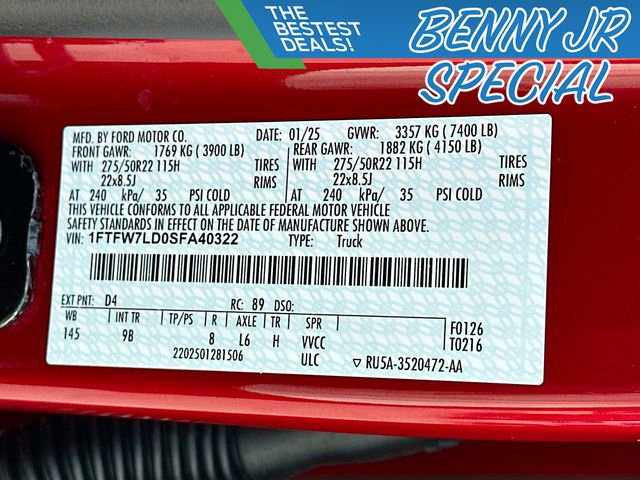 THE BESTEST DEALS!
BENNY JR SPECIAL
MFD. BY FORD MOTOR CO. DATE: 01/25 GVWR: 3357 KG ( 7400 LB)
FRONT GAWR: 1769 KG ( 3900 LB) REAR GAWR: 1882 KG ( 4150 LB)
WITH 275/50R22 115H TIRES WITH 275/50R22 115H TIRES
22x8.5J RIMS 22x8.5J RIMS
AT 240 kPa/ 35 PSI COLD AT 240 kPa/ 35 PSI COLD
THIS VEHICLE CONFORMS TO ALL APPLICABLE FEDERAL MOTOR VEHICLE
SAFETY STANDARDS IN EFFECT ON THE DATE OF MANUFACTURE SHOWN ABOVE.
VIN: 1FTFW7LD0SFA40322 TYPE: Truck
EXT PNT: D4 RC: 89 DSO:
WB INT TR TP/PS R AXLE TR SPR F0126
145 9B 8 L6 H VVCC T0216
2202501281506 ULC ▽ RU5A-3520472-AA